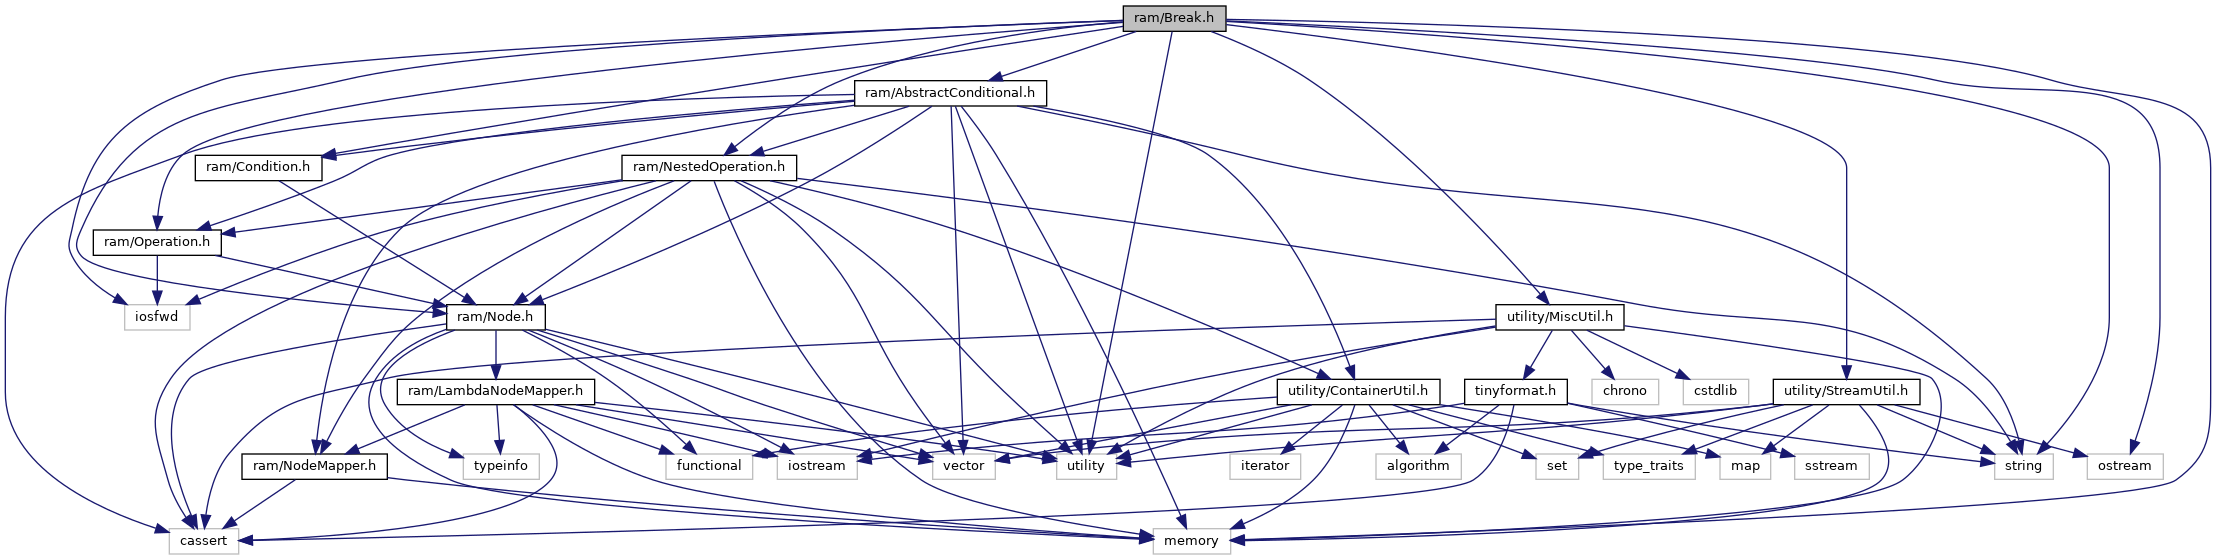 ram/Break.h
ram/AbstractConditional.h
ram/Condition.h
ram/NestedOperation.h
ram/Operation.h
iosfwd
ram/Node.h
utility/MiscUtil.h
ram/LambdaNodeMapper.h
utility/ContainerUtil.h
tinyformat.h
chrono
cstdlib
utility/StreamUtil.h
ram/NodeMapper.h
typeinfo
functional
iostream
vector
utility
iterator
algorithm
set
type_traits
map
sstream
string
ostream
cassert
memory